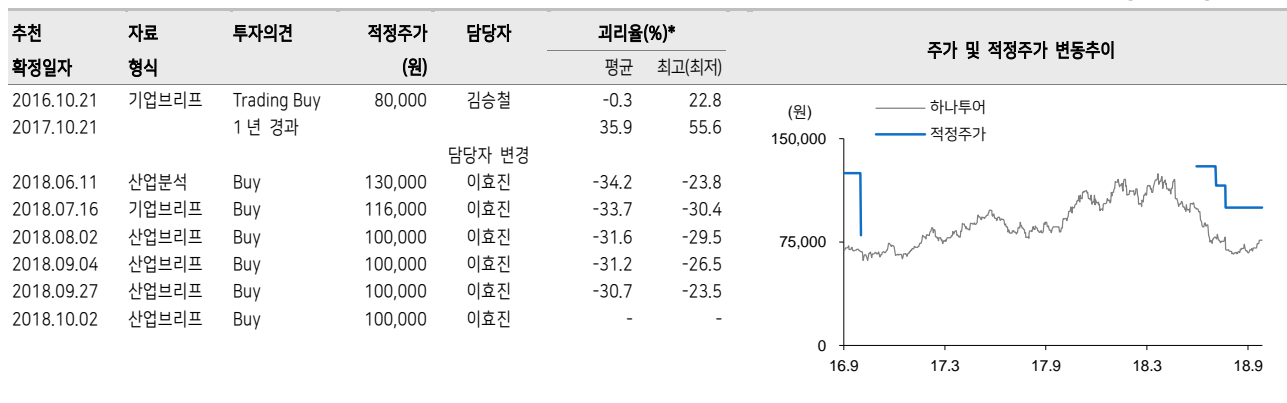 추천 자료 투자의견 적정주가 담당자 괴리율(%)* 주가 및 적정주가 변동추이
확정일자 형식 (원) 평균 최고(최저)
2016.10.21 기업브리프 Trading Buy 80,000 김승철 -0.3 22.8
2017.10.21 1년 경과 35.9 55.6
담당자 변경
2018.06.11 산업분석 Buy 130,000 이효진 -34.2 -23.8
2018.07.16 기업브리프 Buy 116,000 이효진 -33.7 -30.4
2018.08.02 산업브리프 Buy 100,000 이효진 -31.6 -29.5
2018.09.04 산업브리프 Buy 100,000 이효진 -31.2 -26.5
2018.09.27 산업브리프 Buy 100,000 이효진 -30.7 -23.5
2018.10.02 산업브리프 Buy 100,000 이효진 - -
(원)
하나투어
적정주가
150,000
75,000
0
16.9 17.3 17.9 18.3 18.9